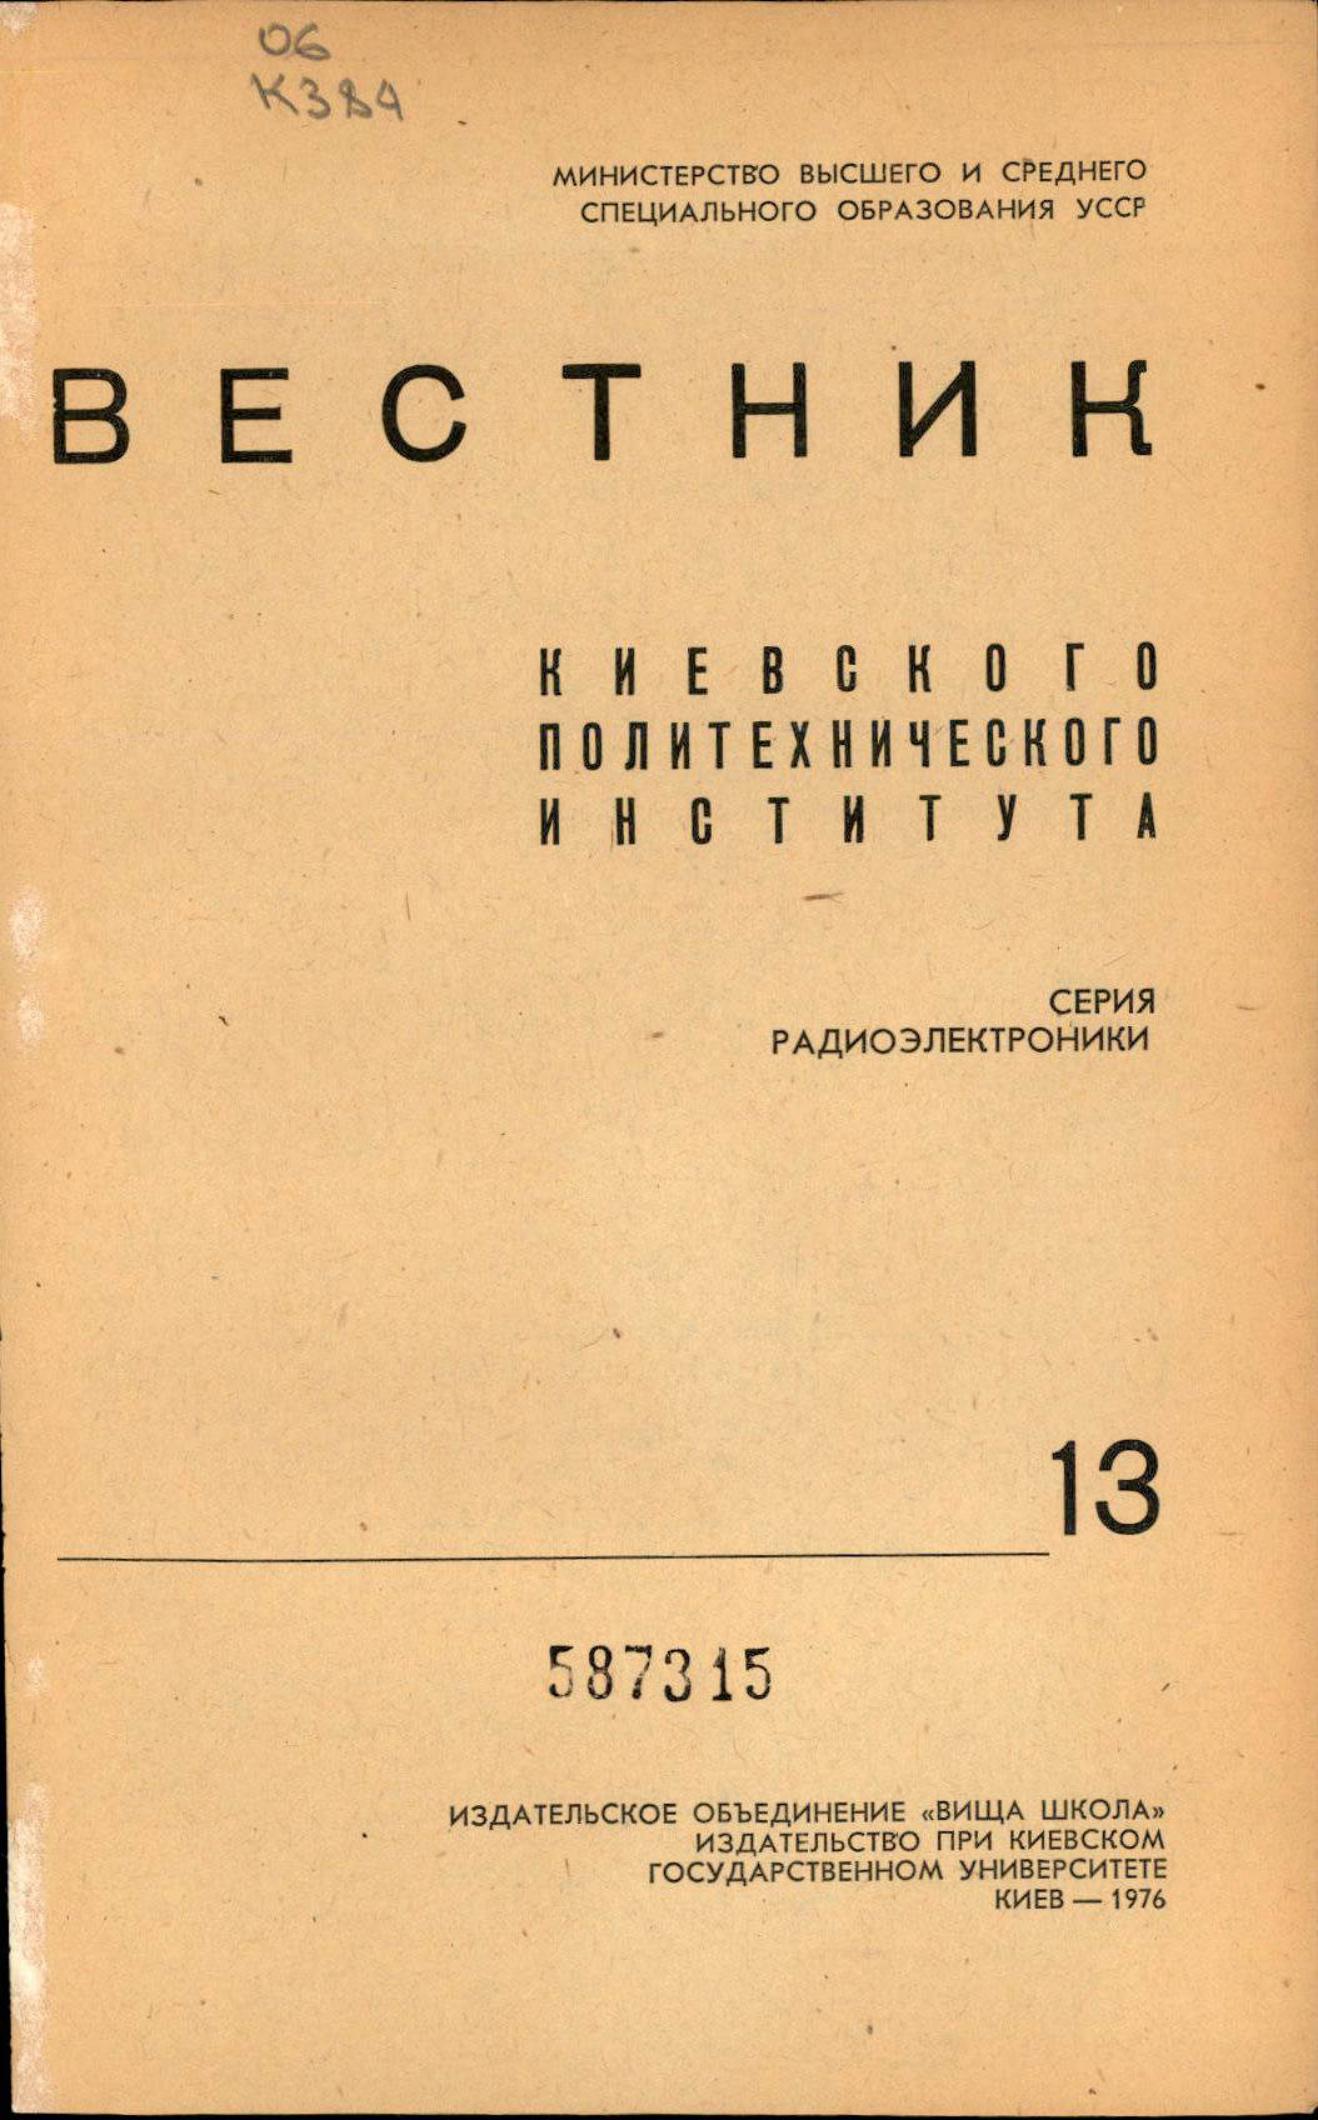 06
К384
МИНИСТЕРСТВО ВЫСШЕГО И СРЕДНЕГО
СПЕЦИАЛЬНОГО ОБРАЗОВАНИЯ УССР
ВЕСТНИК
КИЕВСКОГО
ПОЛИТЕХНИЧЕСКОГО
ИНСТИТУТА
СЕРИЯ
РАДИОЭЛЕКТРОНИКИ
13
587315
ИЗДАТЕЛЬСКОЕ ОБЪЕДИНЕНИЕ «ВИЩА ШКОЛА»
ИЗДАТЕЛЬСТВО ПРИ КИЕВСКОМ
ГОСУДАРСТВЕННОМ УНИВЕРСИТЕТЕ
КИЕВ — 1976